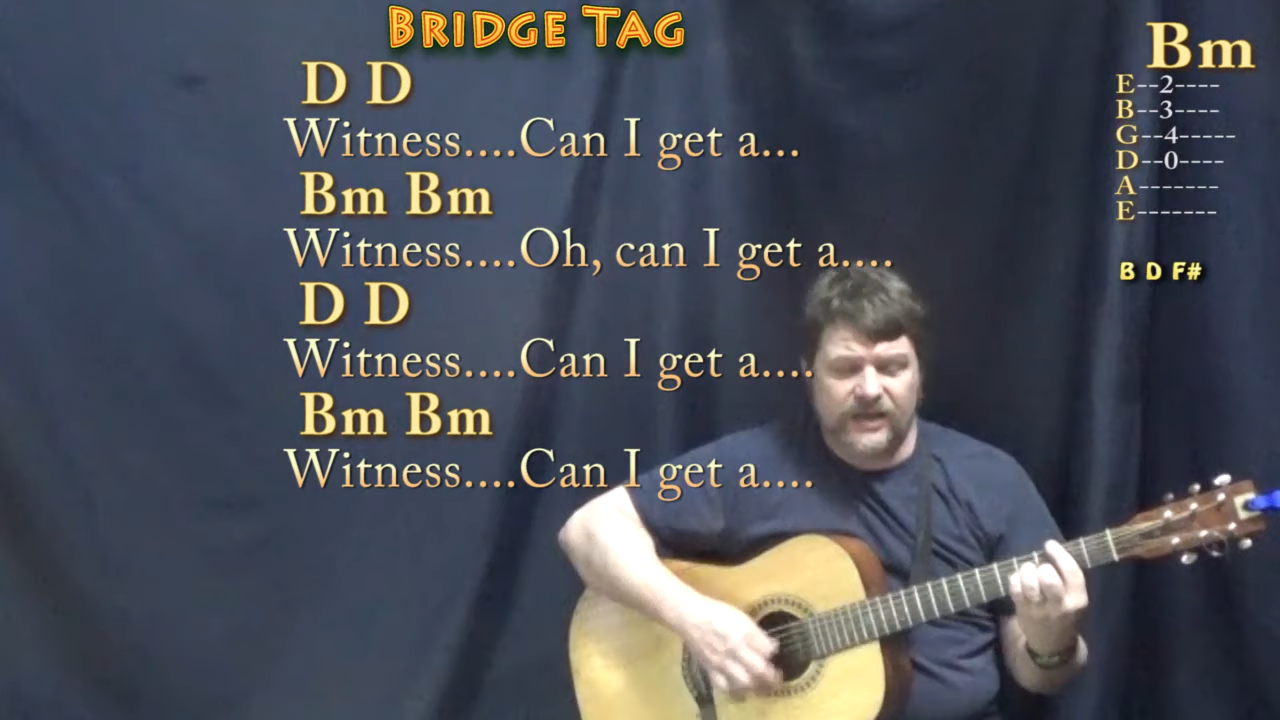 BRIDGE TAG
D D
Witness....Can I get a...
Bm Bm
Witness....Oh, can I get a....
D D
Witness....Can I get a....
Bm Bm
Witness....Can I get a....
Bm
E--2----
B--3----
G--4-----
D--0----
A-------
E-------
B D F#